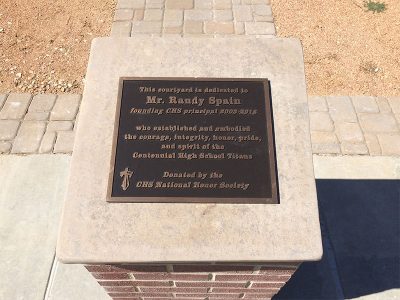 This courtyard is dedicated to
Mr. Randy Spain
founding CHS principal 2003-2015
who established and embodied
the courage, integrity, honor, pride,
and spirit of the
Centennial High School Titans
Donated by the
CHS National Honor Society